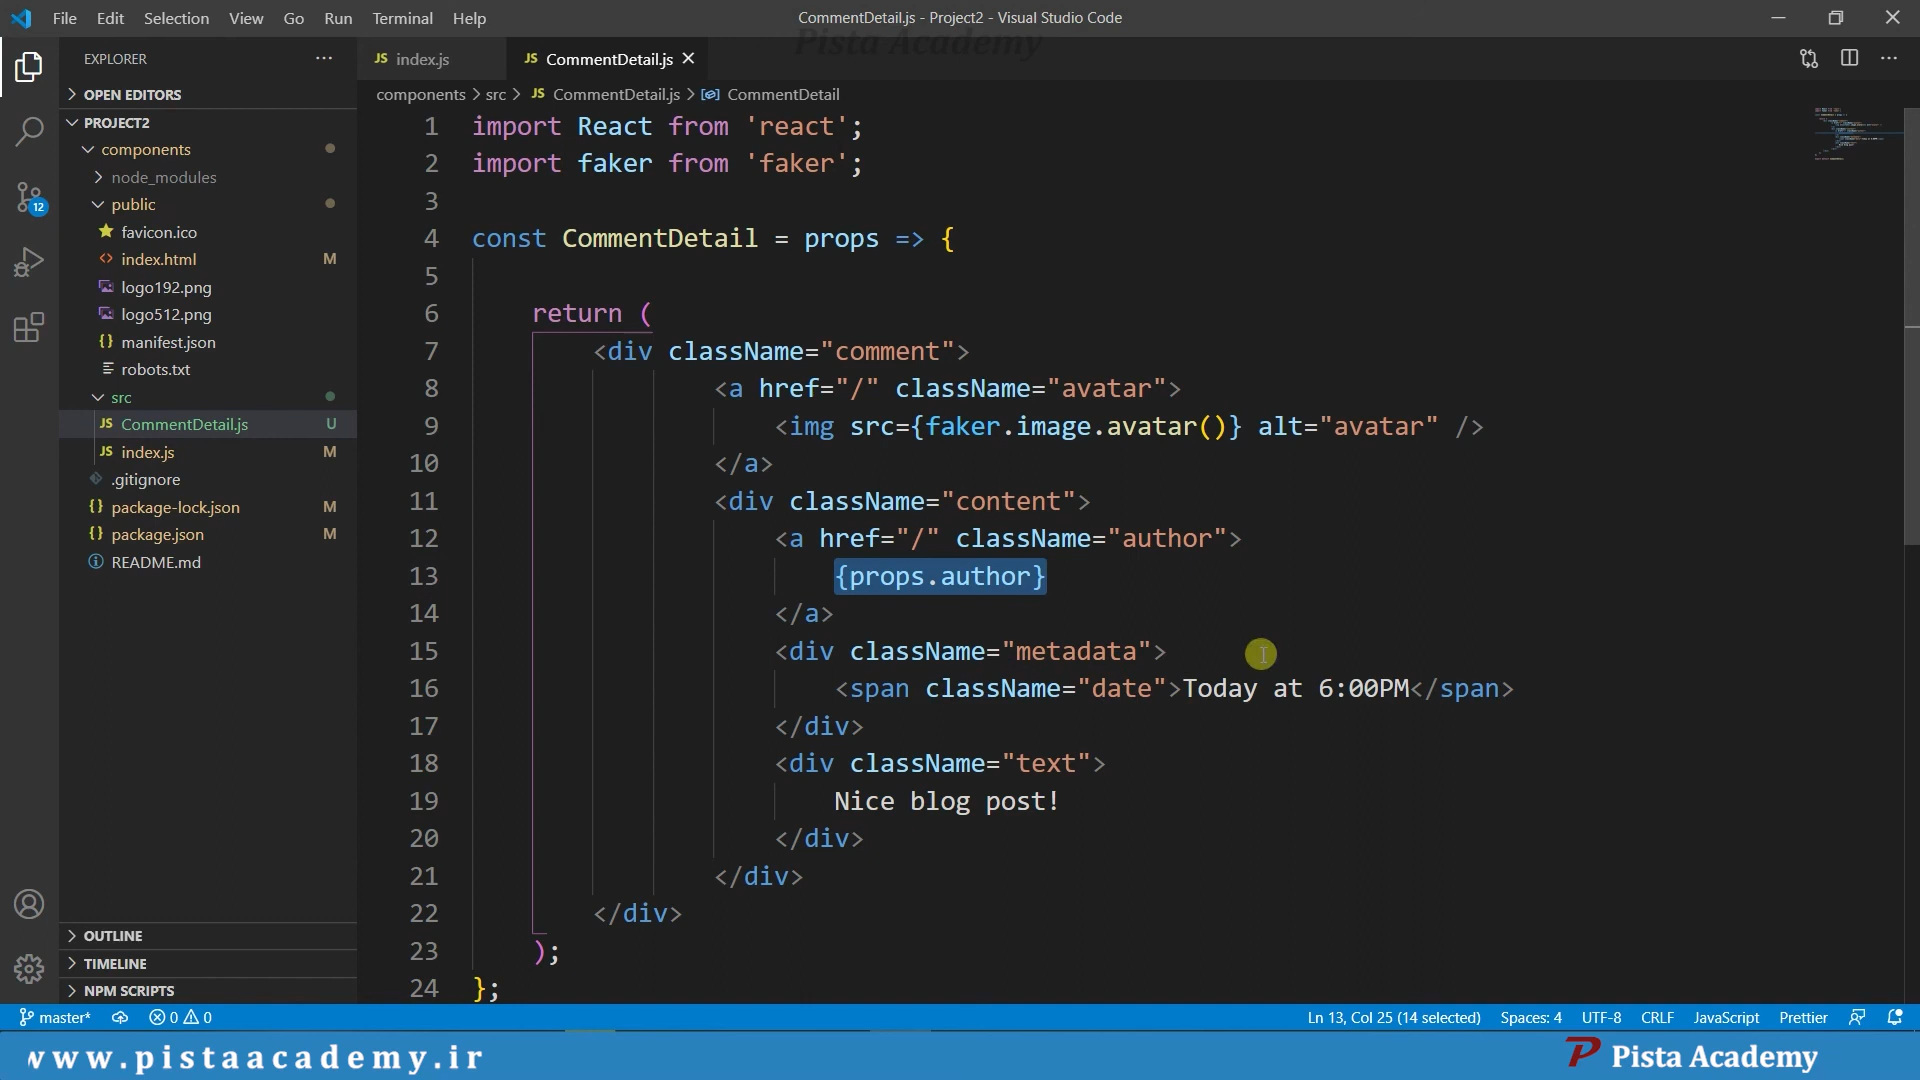 File Edit Selection View Go Run Terminal Help
CommentDetail.js - Project2 - Visual Studio Code
Pista Academy
EXPLORER
OPEN EDITORS
PROJECT2
components
node_modules
public
favicon.ico
index.html M
logo192.png
logo512.png
manifest.json
robots.txt
src
CommentDetail.js U
index.js M
.gitignore
package-lock.json M
package.json M
README.md
OUTLINE
TIMELINE
NPM SCRIPTS
12
JS index.js JS CommentDetail.js
components > src > JS CommentDetail.js > CommentDetail
1 import React from 'react';
2 import faker from 'faker';
3
4 const CommentDetail = props => {
5
6 return (
7 <div className="comment">
8 <a href="/" className="avatar">
9 <img src={faker.image.avatar()} alt="avatar" />
10 </a>
11 <div className="content">
12 <a href="/" className="author">
13 {props.author}
14 </a>
15 <div className="metadata">
16 <span className="date">Today at 6:00PM</span>
17 </div>
18 <div className="text">
19 Nice blog post!
20 </div>
21 </div>
22 </div>
23 );
24 };
master* 0 0 Ln 13, Col 25 (14 selected) Spaces: 4 UTF-8 CRLF JavaScript Prettier
www.pistaacademy.ir
Pista Academy